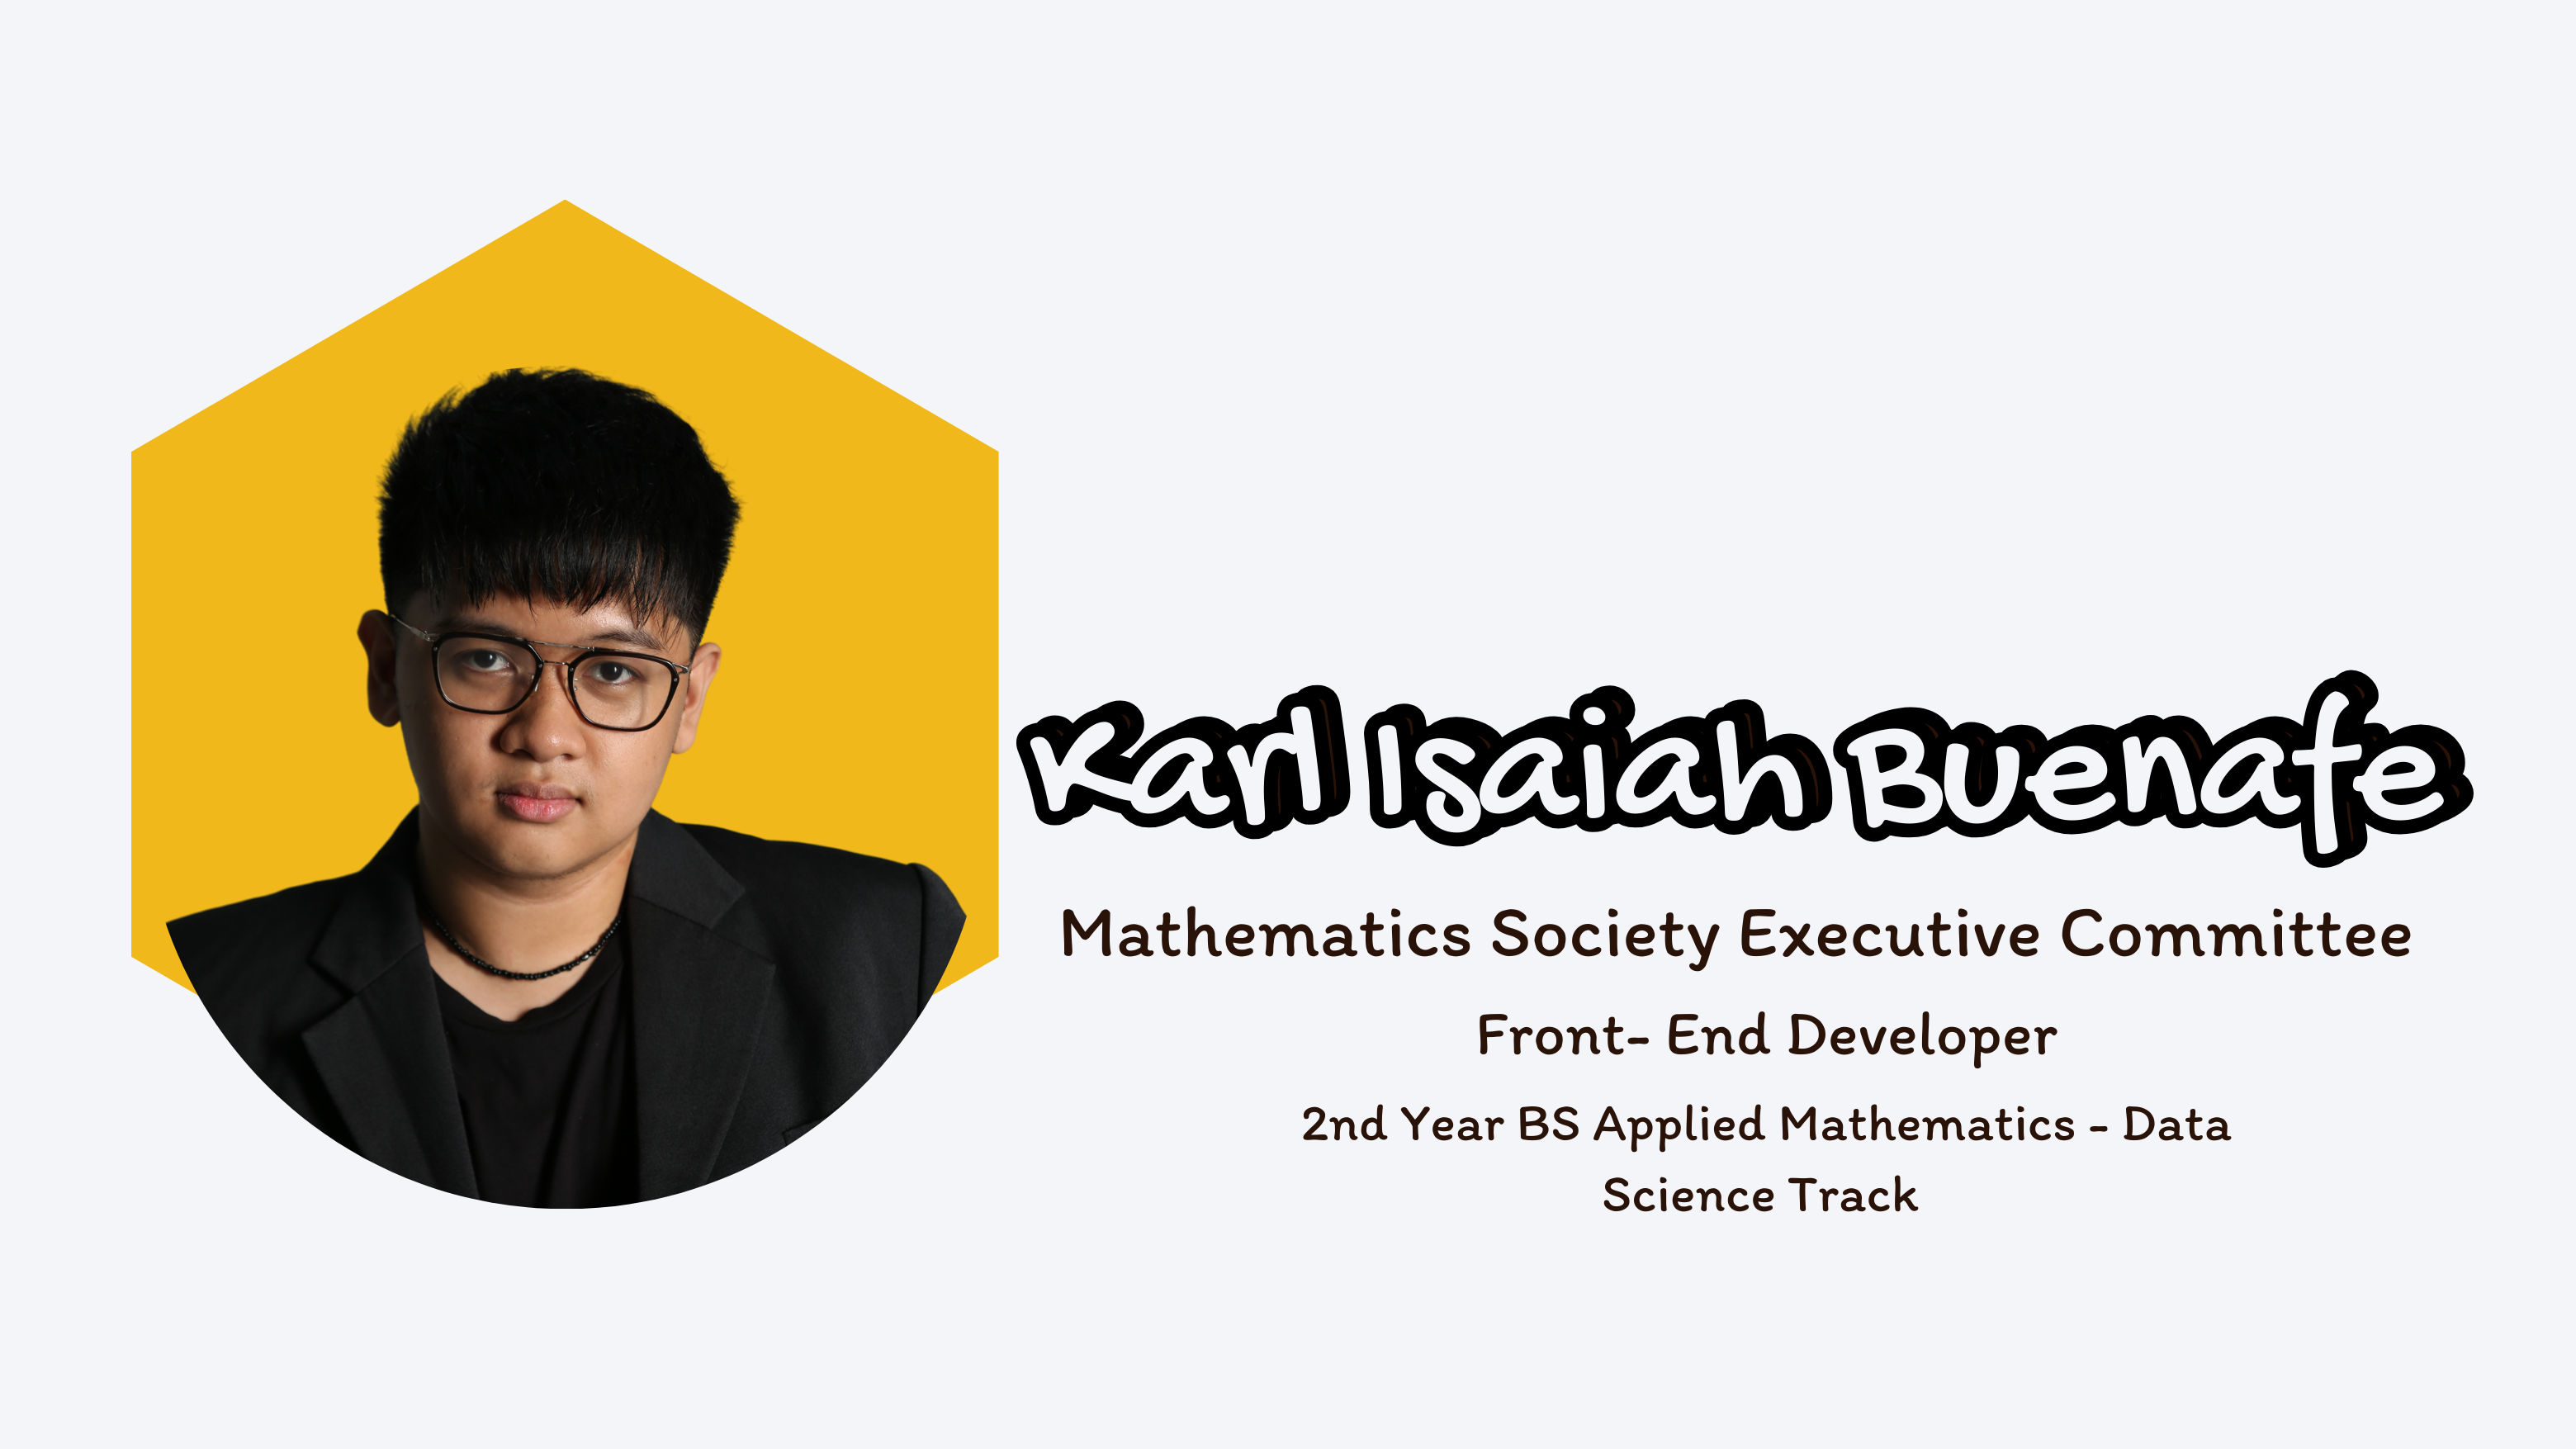 Karl Isaiah Buenafe
Mathematics Society Executive Committee
Front- End Developer
2nd Year BS Applied Mathematics - Data
Science Track